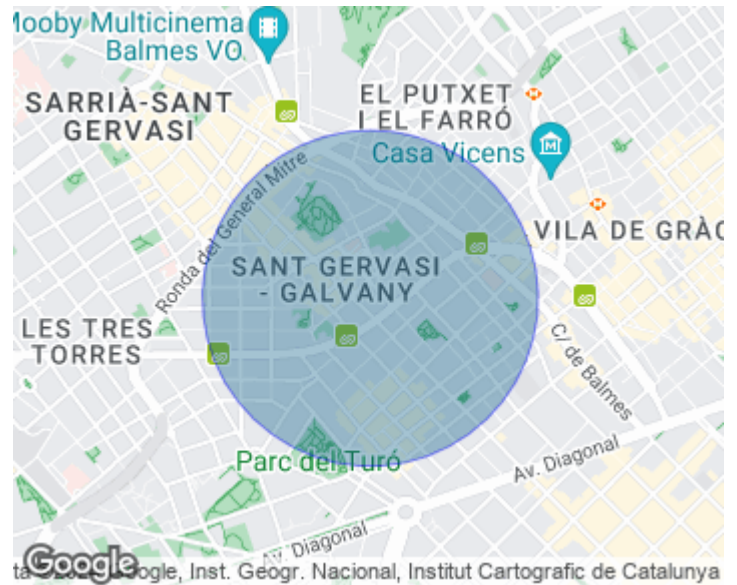 Mooby Multicinema
Balmes VO
SARRIÀ-SANT
GERVASI
EL PUTXET
I EL FARRÓ
Casa Vicens
Ronda del General Mitre
VILA DE GRÀC
SANT GERVASI
- GALVANY
LES TRES
TORRES
C/ de Balmes
Parc del Turó
Av. Diagonal
Av. Diagonal
Google
Google, Inst. Geogr. Nacional, Institut Cartografic de Catalunya